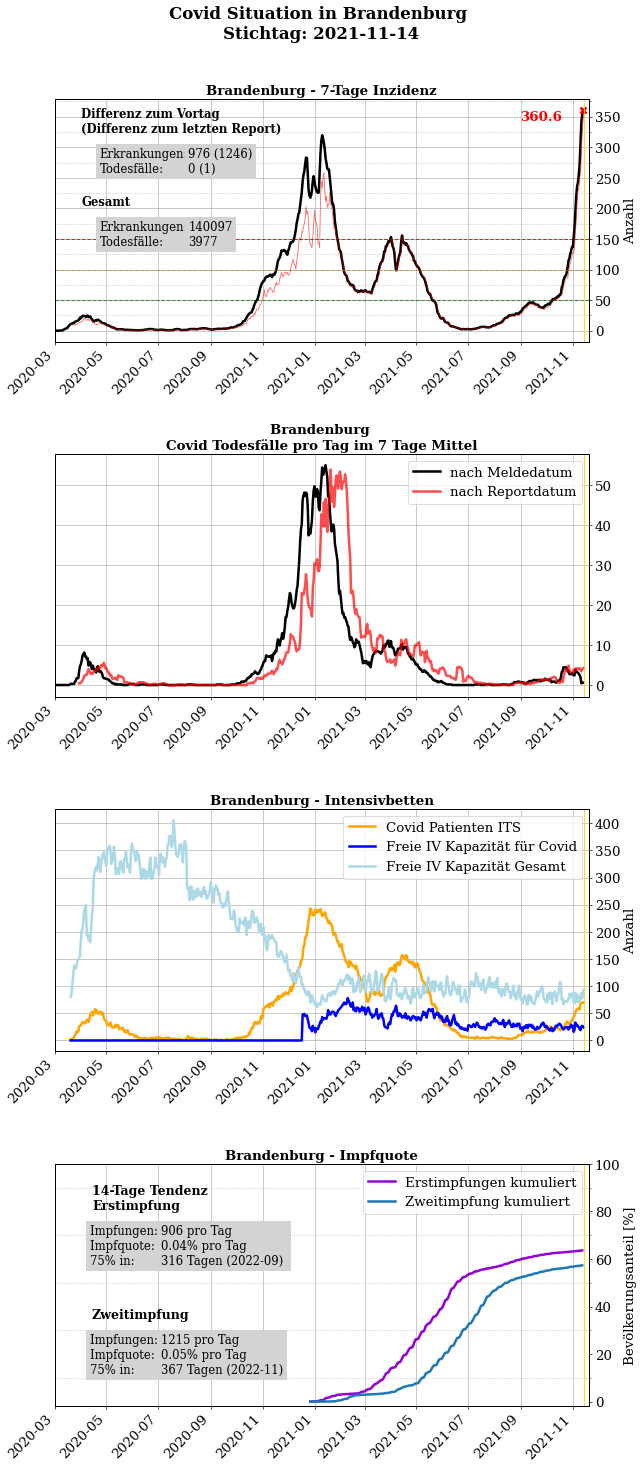 Covid Situation in Brandenburg
Stichtag: 2021-11-14
Brandenburg - 7-Tage Inzidenz
Differenz zum Vortag
(Differenz zum letzten Report)
Erkrankungen 976 (1246)
Todesfälle: 0 (1)
Gesamt
Erkrankungen 140097
Todesfälle: 3977
360.6
350
300
250
200
150
100
50
0
Anzahl
2020-03
2020-05
2020-07
2020-09
2020-11
2021-01
2021-03
2021-05
2021-07
2021-09
2021-11
Brandenburg
Covid Todesfälle pro Tag im 7 Tage Mittel
nach Meldedatum
nach Reportdatum
50
40
30
20
10
0
2020-03
2020-05
2020-07
2020-09
2020-11
2021-01
2021-03
2021-05
2021-07
2021-09
2021-11
Brandenburg - Intensivbetten
Covid Patienten ITS
Freie IV Kapazität für Covid
Freie IV Kapazität Gesamt
400
350
300
250
200
150
100
50
0
Anzahl
2020-03
2020-05
2020-07
2020-09
2020-11
2021-01
2021-03
2021-05
2021-07
2021-09
2021-11
Brandenburg - Impfquote
14-Tage Tendenz
Erstimpfung
Impfungen: 906 pro Tag
Impfquote: 0.04% pro Tag
75% in: 316 Tagen (2022-09)
Zweitimpfung
Impfungen: 1215 pro Tag
Impfquote: 0.05% pro Tag
75% in: 367 Tagen (2022-11)
Erstimpfungen kumuliert
Zweitimpfung kumuliert
100
80
60
40
20
0
Bevölkerungsanteil [%]
2020-03
2020-05
2020-07
2020-09
2020-11
2021-01
2021-03
2021-05
2021-07
2021-09
2021-11